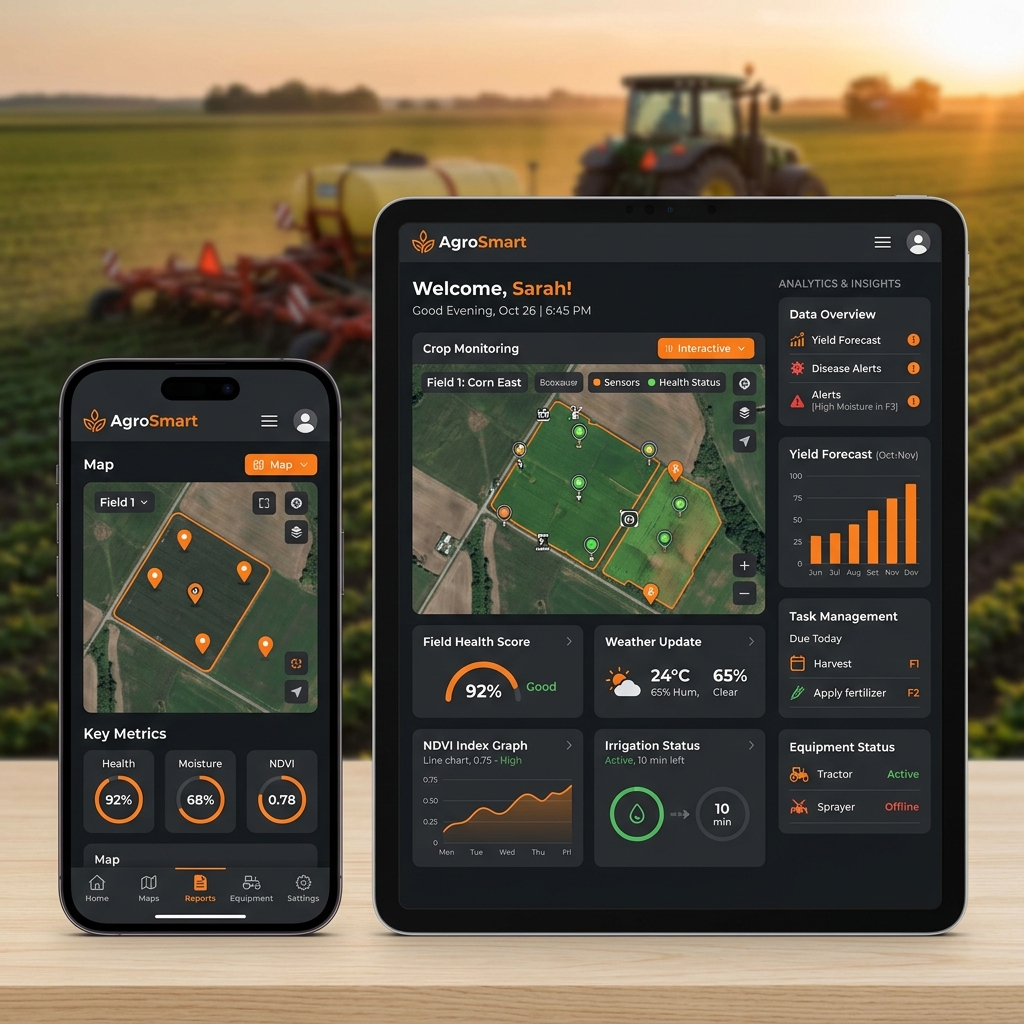 AgroSmart
Map
Map
Field 1
Key Metrics
Health
92%
Moisture
68%
NDVI
0.78
Map
Home
Maps
Reports
Equipment
Settings
AgroSmart
Welcome, Sarah!
Good Evening, Oct 26 | 6:45 PM
Crop Monitoring
Interactive
Field 1: Corn East
Sensors
Health Status
+
−
Field Health Score
92%
Good
Weather Update
24°C
65% Hum,
65%
Clear
NDVI Index Graph
Line chart, 0.75 - High
0.75
0.50
0.25
0
Men Tue Wed Thu Pri
Irrigation Status
Active, 10 min left
10
min
ANALYTICS & INSIGHTS
Data Overview
Yield Forecast
Disease Alerts
Alerts
[High Moisture in F3]
Yield Forecast (Oct:Nov)
100
75
50
25
0
Jun Jul Aug Set Nov Dov
Task Management
Due Today
Harvest F1
Apply fertilizer F2
Equipment Status
Tractor Active
Sprayer Offline